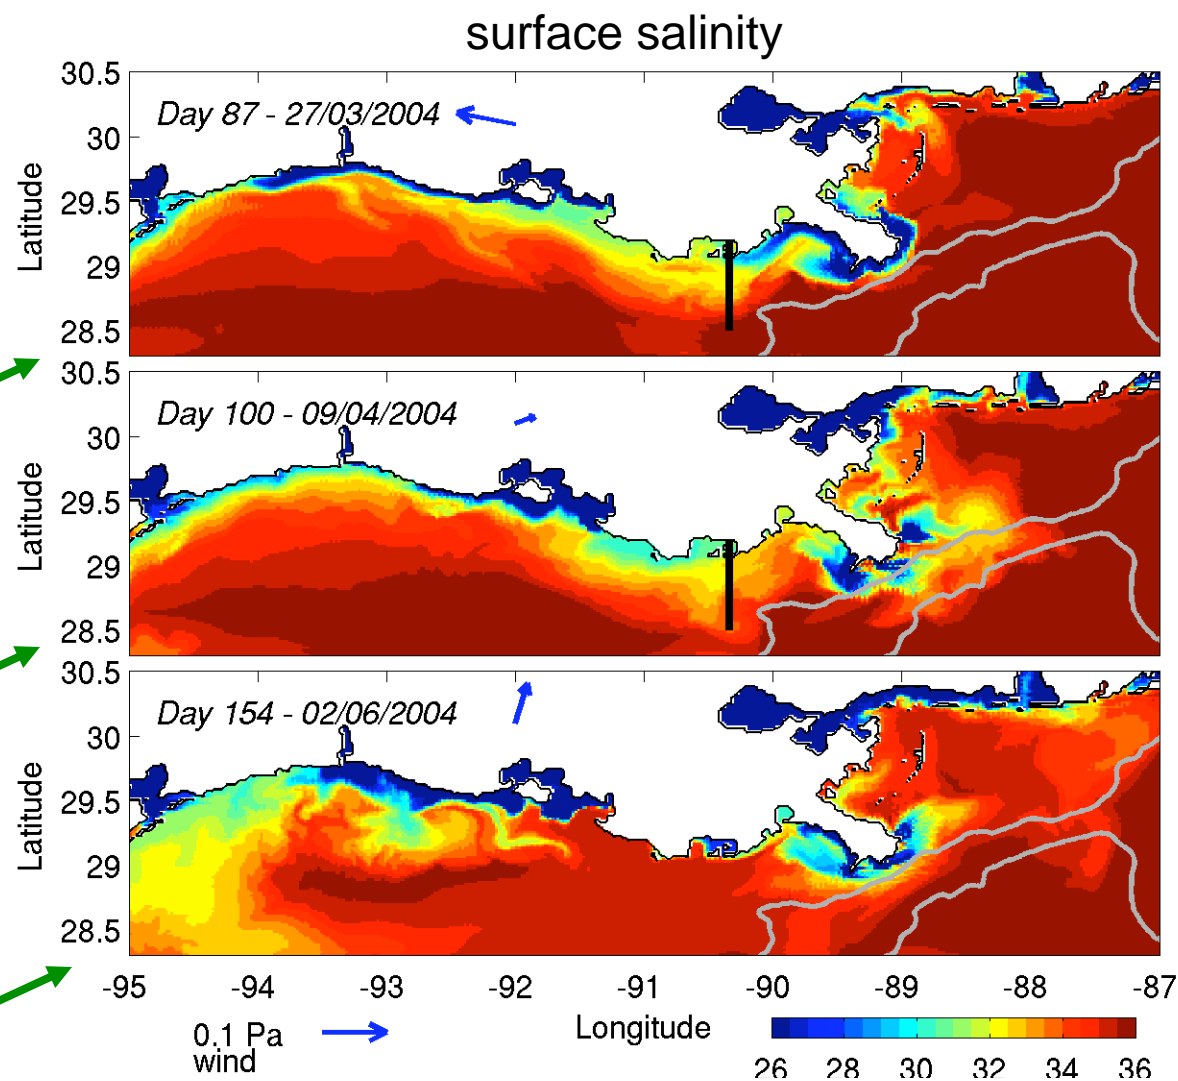 surface salinity
30.5
30
29.5
29
28.5
Latitude
Day 87 - 27/03/2004
30.5
30
29.5
29
28.5
Latitude
Day 100 - 09/04/2004
30.5
30
29.5
29
28.5
Latitude
Day 154 - 02/06/2004
-95 -94 -93 -92 -91 -90 -89 -88 -87
Longitude
0.1 Pa
wind
26 28 30 32 34 36